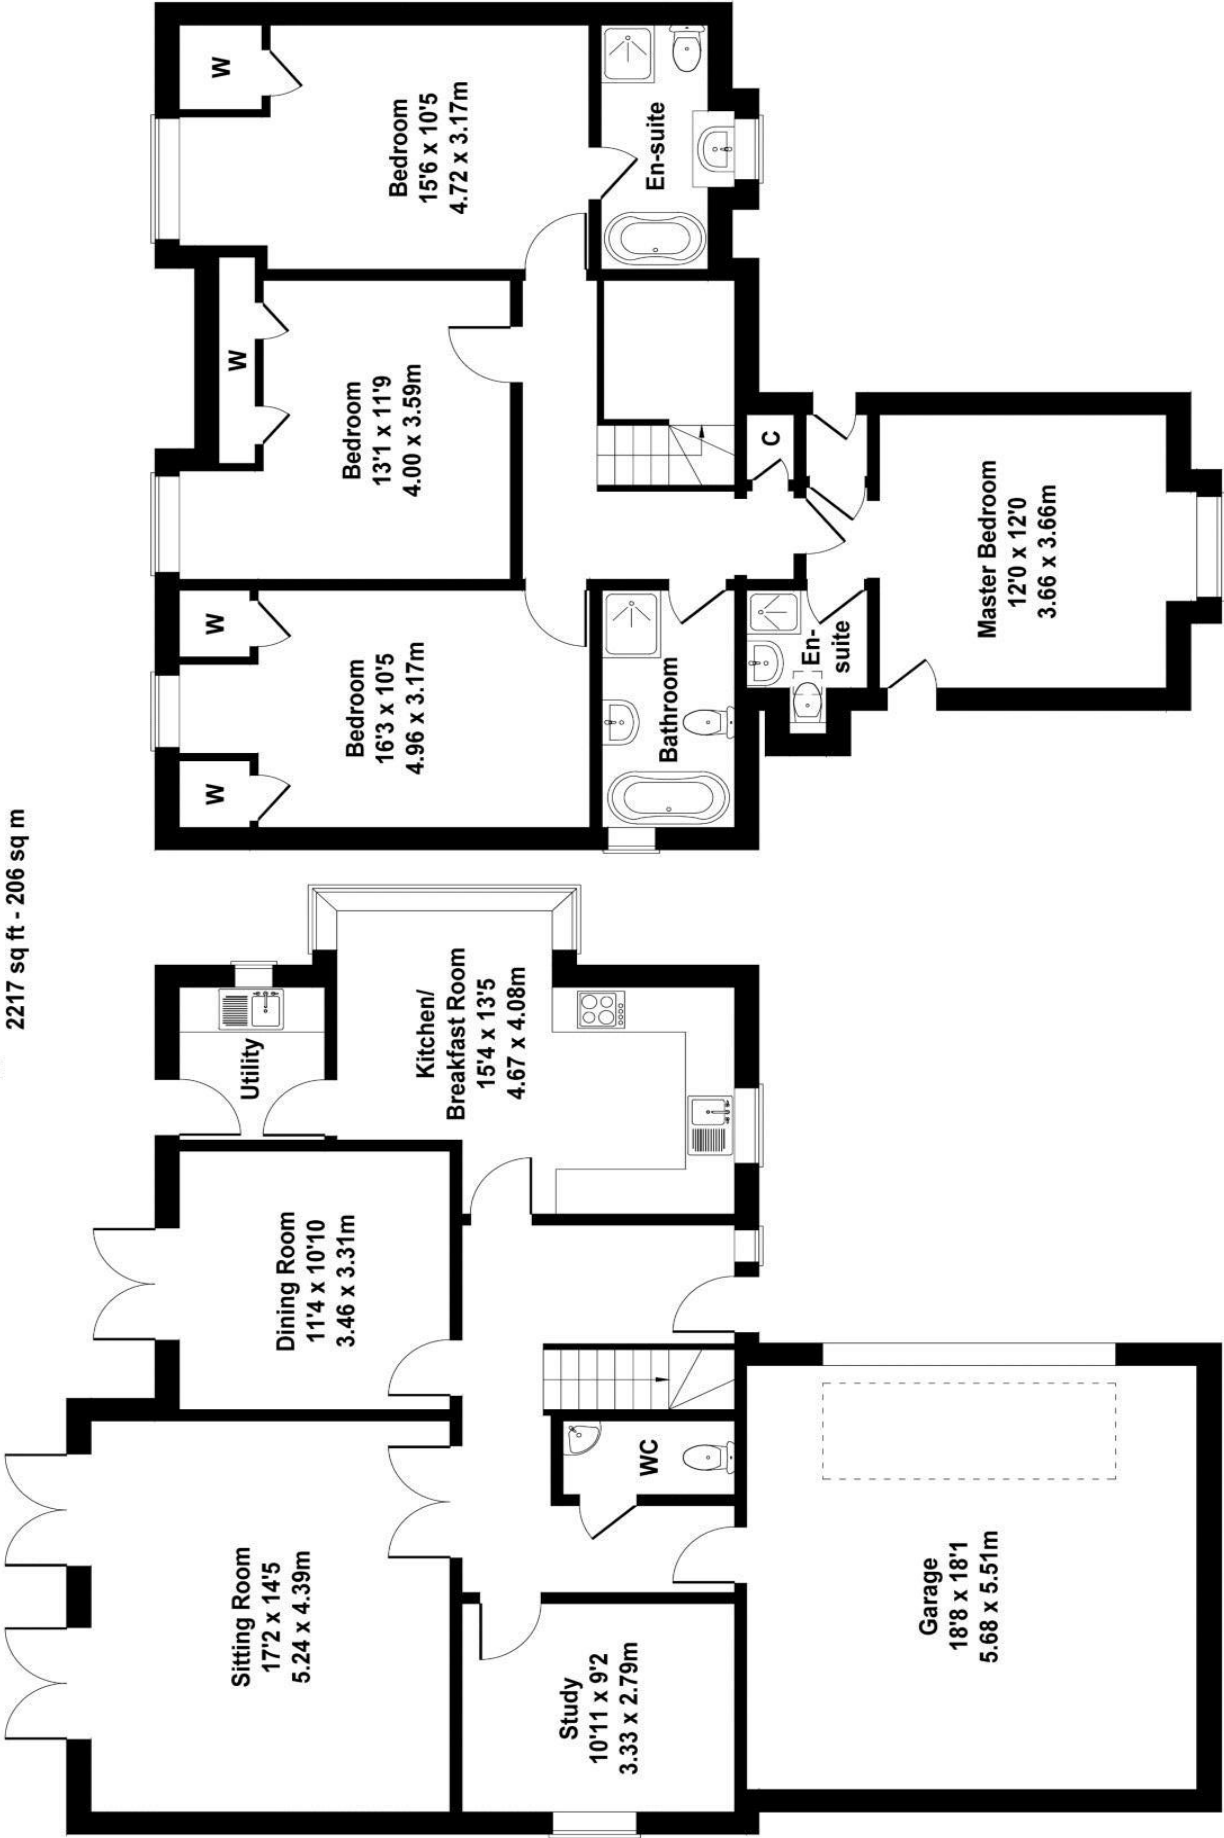 2217 sq ft - 206 sq m
Sitting Room
17'2 x 14'5
5.24 x 4.39m
Dining Room
11'4 x 10'10
3.46 x 3.31m
Utility
Kitchen/
Breakfast Room
15'4 x 13'5
4.67 x 4.08m
Study
10'11 x 9'2
3.33 x 2.79m
WC
Garage
18'8 x 18'1
5.68 x 5.51m
W
W
Bedroom
16'3 x 10'5
4.96 x 3.17m
W
Bedroom
13'1 x 11'9
4.00 x 3.59m
W
Bedroom
15'6 x 10'5
4.72 x 3.17m
Bathroom
En-suite
C
En-
suite
Master Bedroom
12'0 x 12'0
3.66 x 3.66m